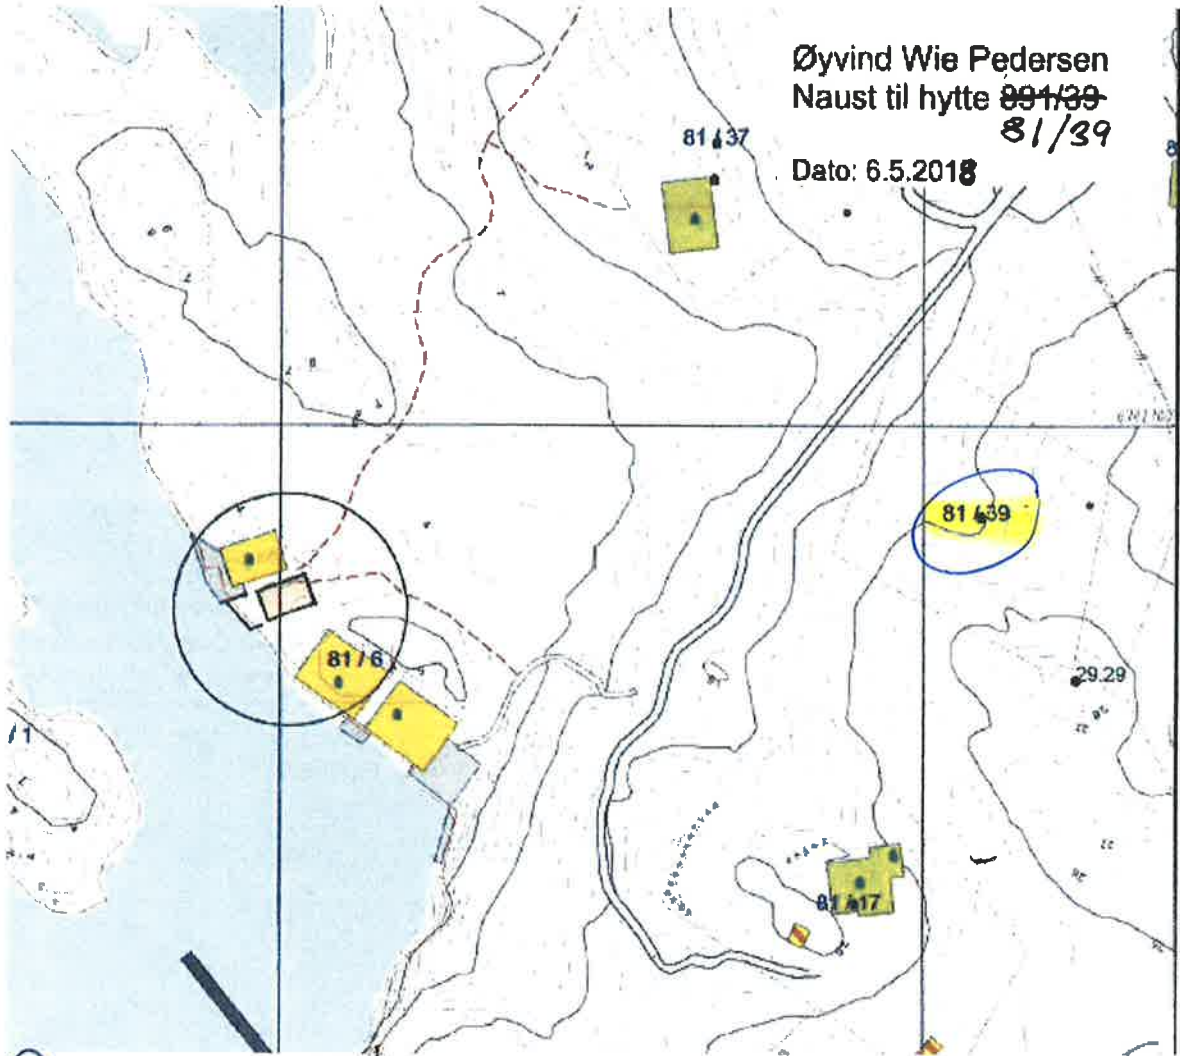 Øyvind Wie Pedersen
Naust til hytte 891/39
81/39
Dato: 6.5.2018
81 / 37
81 / 39
81 / 6
29.29
81 / 17
/ 1